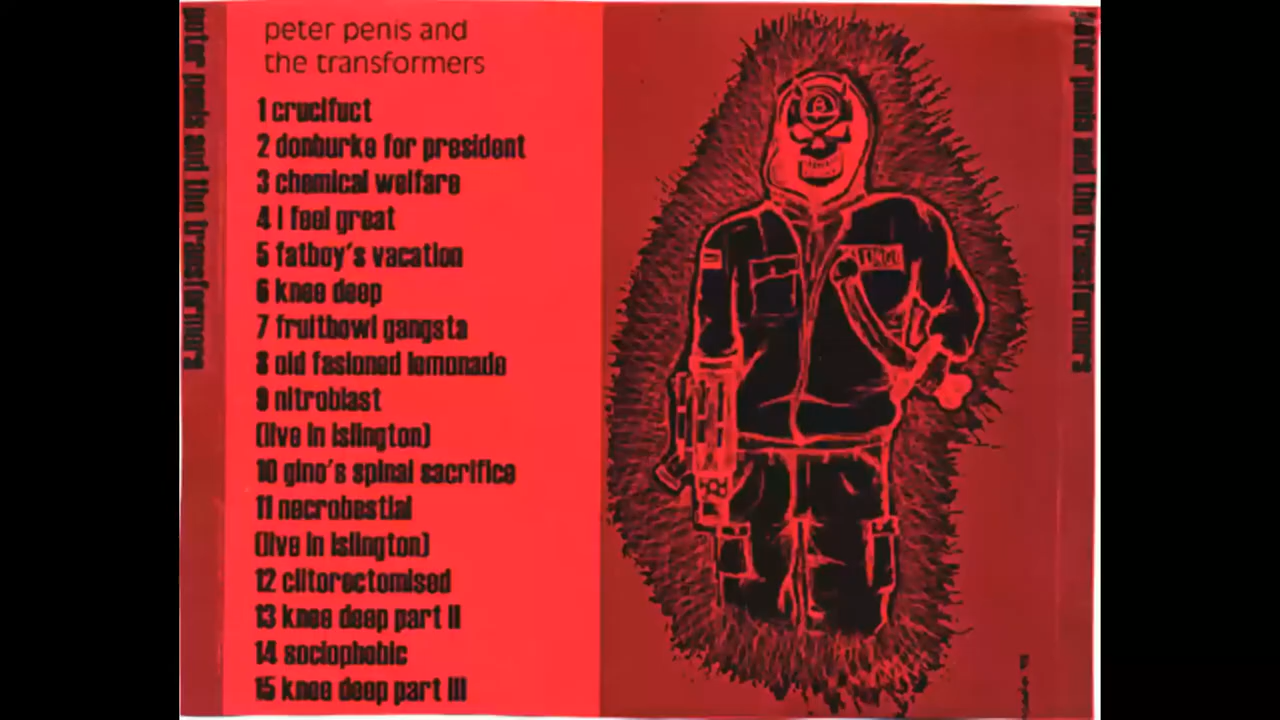 peter penis and
the transformers
1 crucifuct
2 donburke for president
3 chemical welfare
4 I feel great
5 fatboy's vacation
6 knee deep
7 fruitbowl gangsta
8 old fasioned lemonade
9 nitroblast
(live in islington)
10 gino's spinal sacrifice
11 necrobestial
(live in islington)
12 clitorectomised
13 knee deep part II
14 sociophobic
15 knee deep part III
peter penis and the transformers
peter penis and the transformers